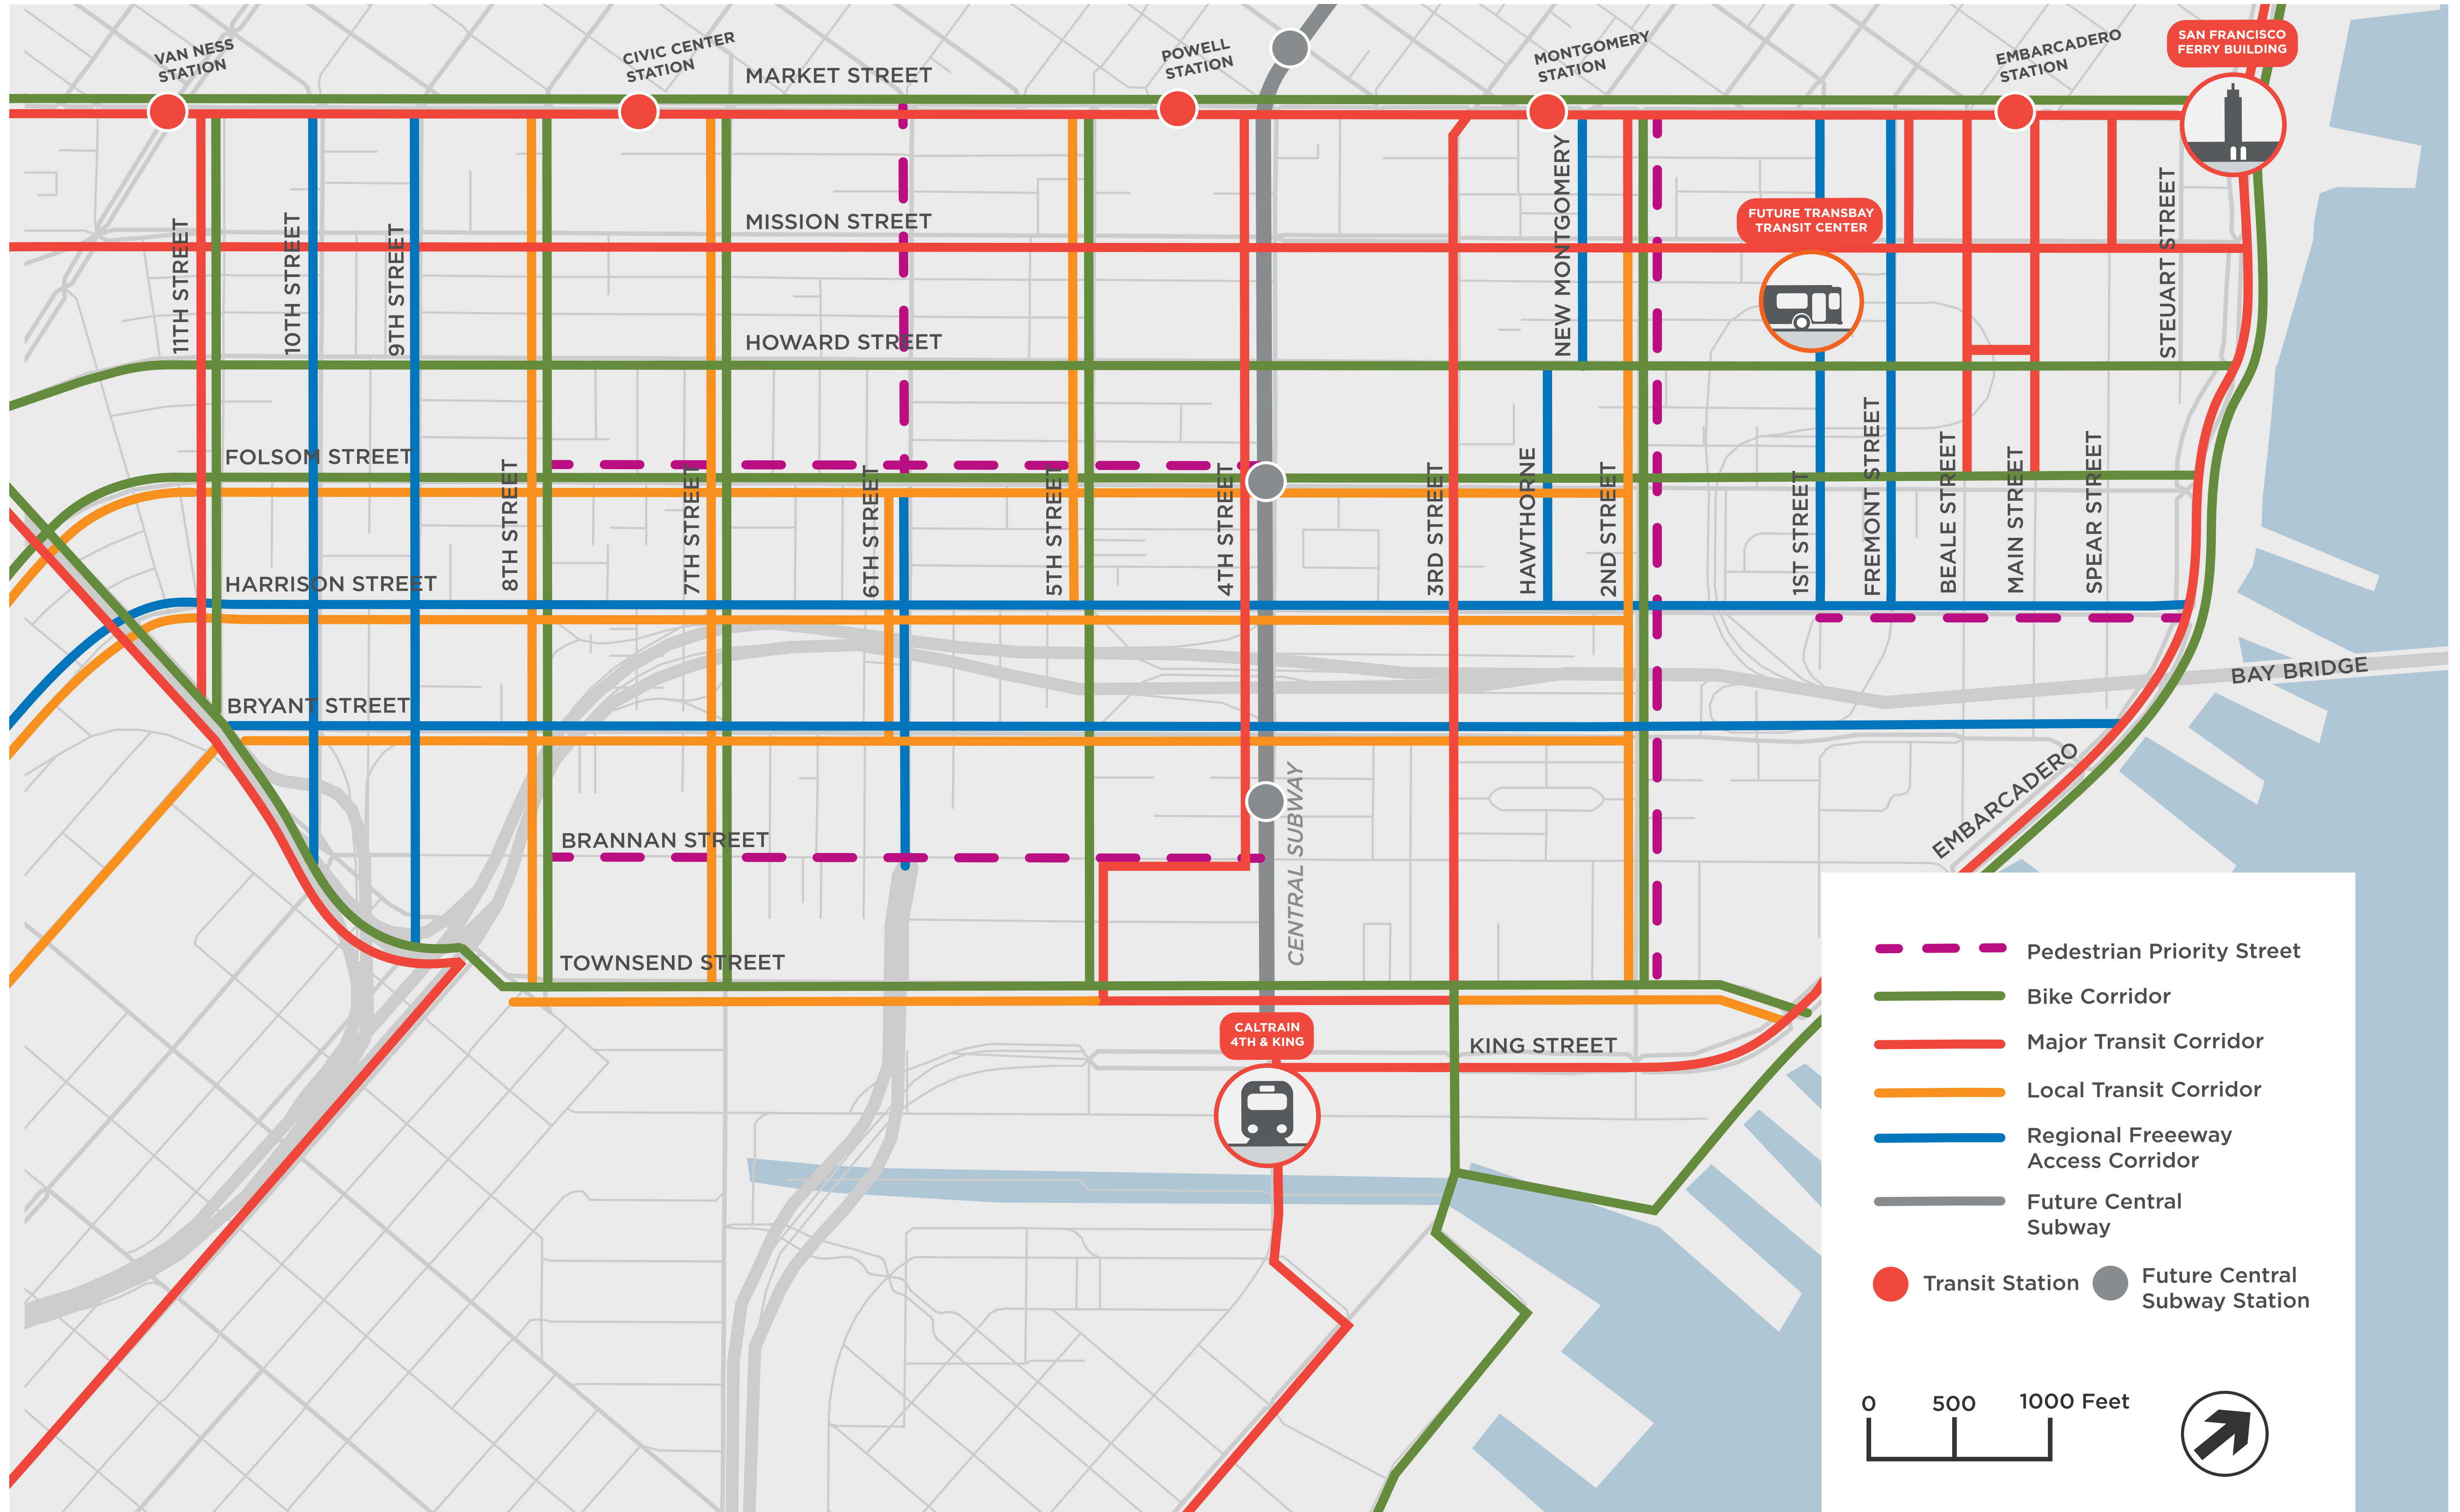 VAN NESS
STATION
CIVIC CENTER
STATION
POWELL
STATION
MONTGOMERY
STATION
EMBARCADERO
STATION
SAN FRANCISCO
FERRY BUILDING
MARKET STREET
MISSION STREET
FUTURE TRANSBAY
TRANSIT CENTER
HOWARD STREET
11TH STREET
10TH STREET
9TH STREET
NEW MONTGOMERY
STEUART STREET
FOLSOM STREET
8TH STREET
7TH STREET
6TH STREET
5TH STREET
4TH STREET
3RD STREET
HAWTHORNE
2ND STREET
1ST STREET
FREMONT STREET
BEALE STREET
MAIN STREET
SPEAR STREET
HARRISON STREET
BAY BRIDGE
BRYANT STREET
EMBARCADERO
BRANNAN STREET
CENTRAL SUBWAY
TOWNSEND STREET
CALTRAIN
4TH & KING
KING STREET
Pedestrian Priority Street
Bike Corridor
Major Transit Corridor
Local Transit Corridor
Regional Freeeway
Access Corridor
Future Central
Subway
Transit Station
Future Central
Subway Station
0 500 1000 Feet